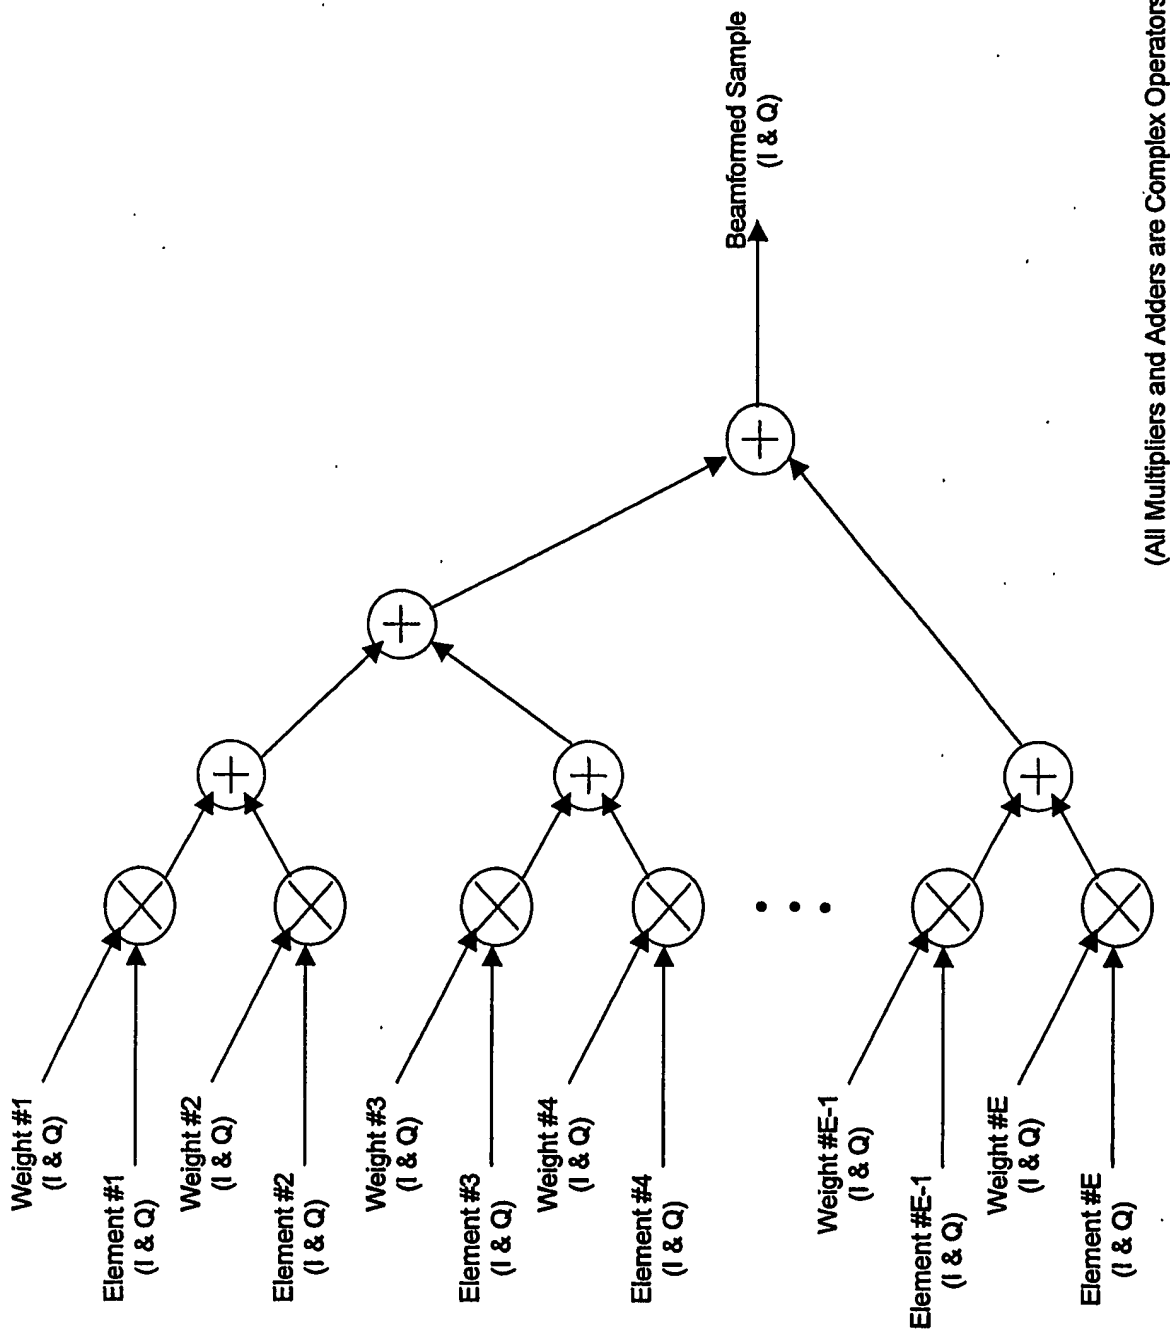 Weight #1
(I & Q)
Element #1
(I & Q)
Weight #2
(I & Q)
Element #2
(I & Q)
Weight #3
(I & Q)
Element #3
(I & Q)
Weight #4
(I & Q)
Element #4
(I & Q)
Weight #E-1
(I & Q)
Element #E-1
(I & Q)
Weight #E
(I & Q)
Element #E
(I & Q)
Beamformed Sample
(I & Q)
(All Multipliers and Adders are Complex Operators